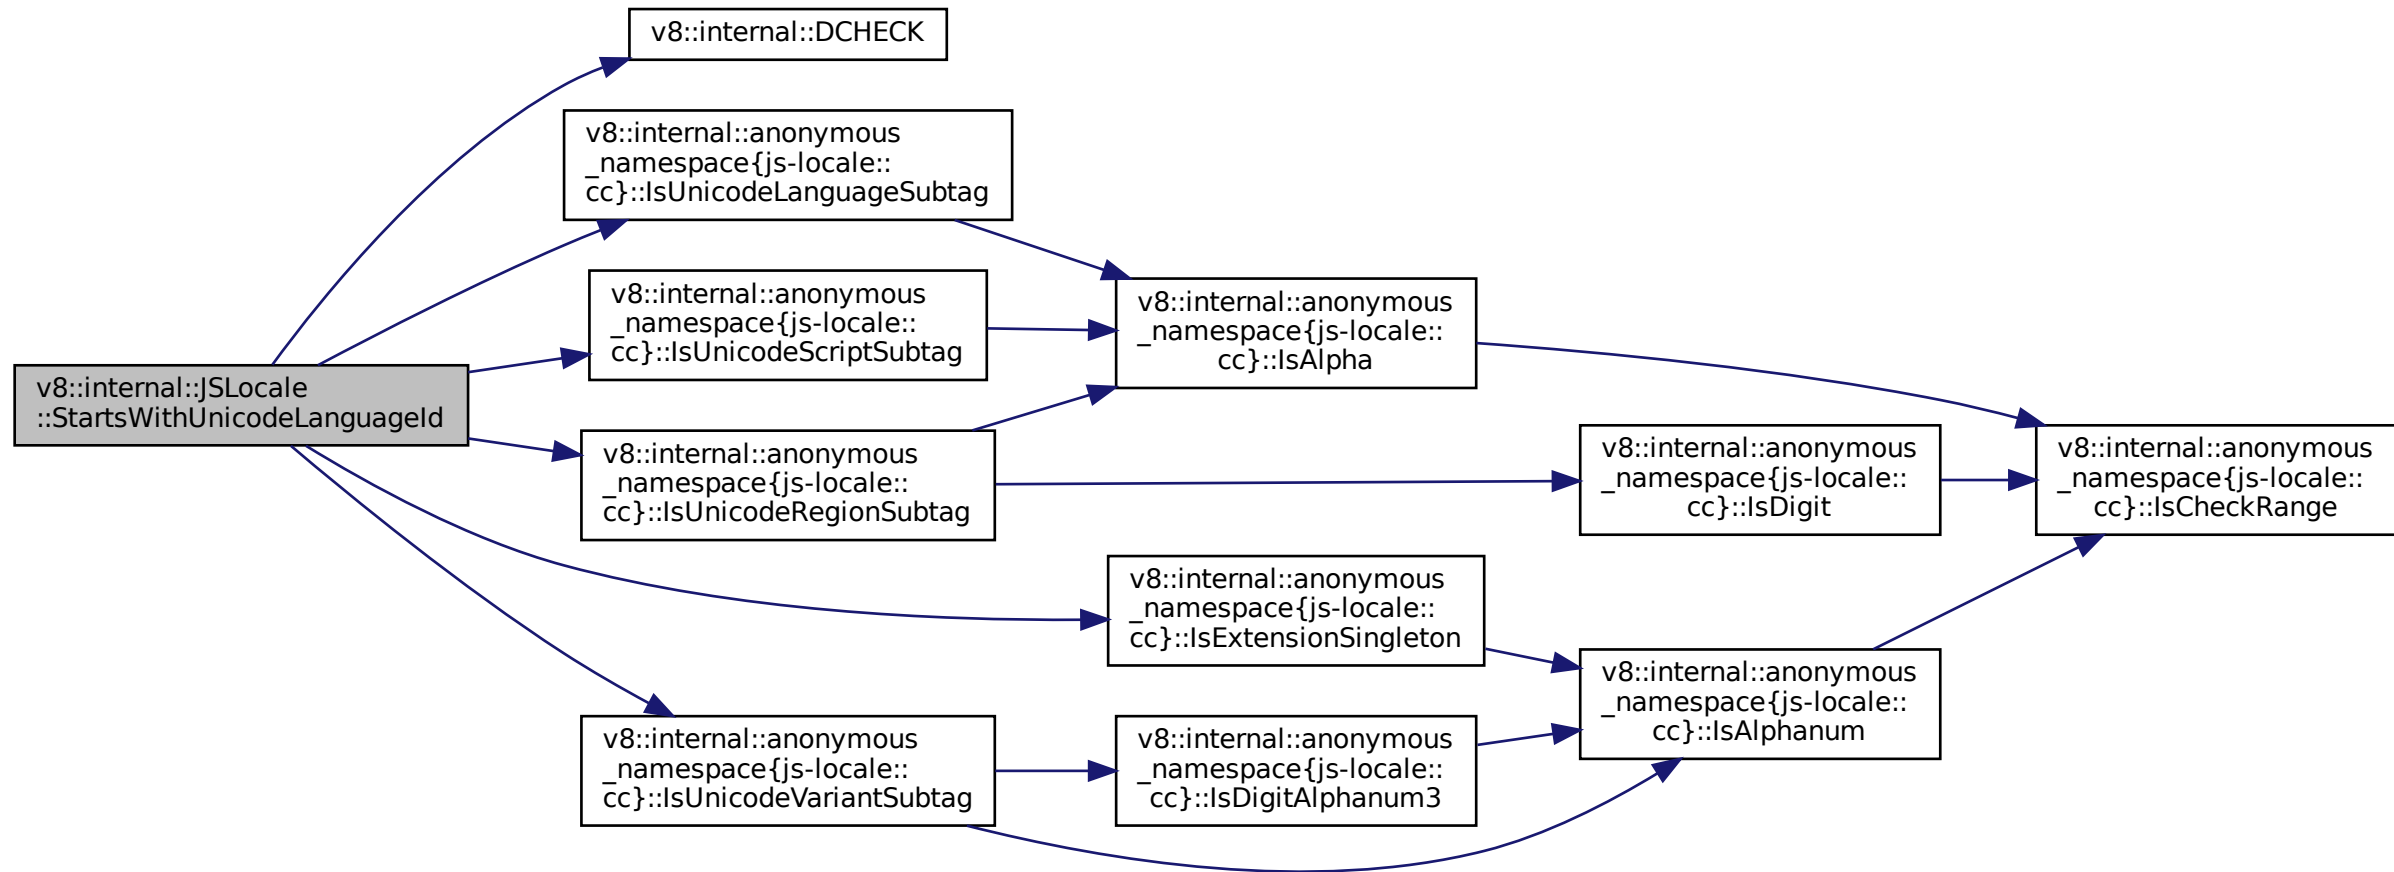 v8::internal::DCHECK
v8::internal::anonymous
_namespace{js-locale::
cc}::IsUnicodeLanguageSubtag
v8::internal::anonymous
_namespace{js-locale::
cc}::IsUnicodeScriptSubtag
v8::internal::anonymous
_namespace{js-locale::
cc}::IsAlpha
v8::internal::JSLocale
::StartsWithUnicodeLanguageId
v8::internal::anonymous
_namespace{js-locale::
cc}::IsUnicodeRegionSubtag
v8::internal::anonymous
_namespace{js-locale::
cc}::IsDigit
v8::internal::anonymous
_namespace{js-locale::
cc}::IsCheckRange
v8::internal::anonymous
_namespace{js-locale::
cc}::IsExtensionSingleton
v8::internal::anonymous
_namespace{js-locale::
cc}::IsAlphanum
v8::internal::anonymous
_namespace{js-locale::
cc}::IsUnicodeVariantSubtag
v8::internal::anonymous
_namespace{js-locale::
cc}::IsDigitAlphanum3